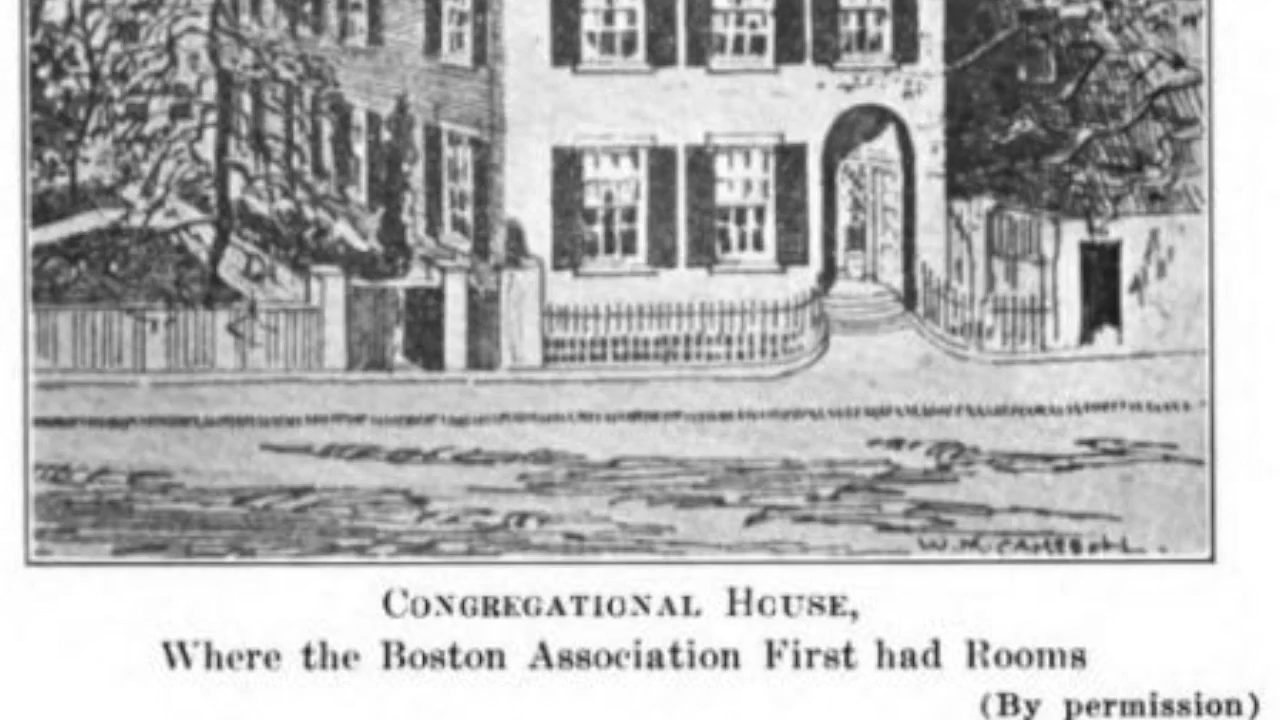 CONGREGATIONAL HOUSE,
Where the Boston Association First had Rooms
(By permission)